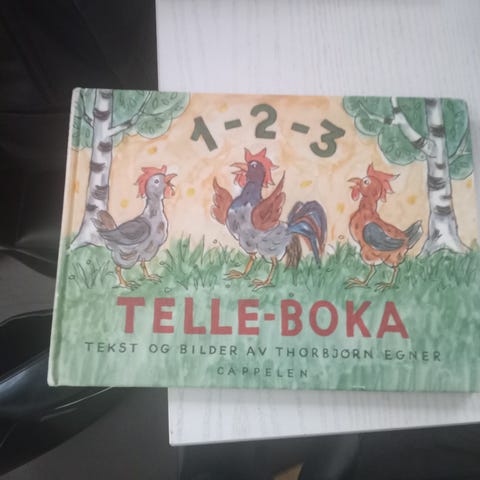 1-2-3
TELLE-BOKA
TEKST OG BILDER AV THORBJØRN EGNER
CAPPELEN